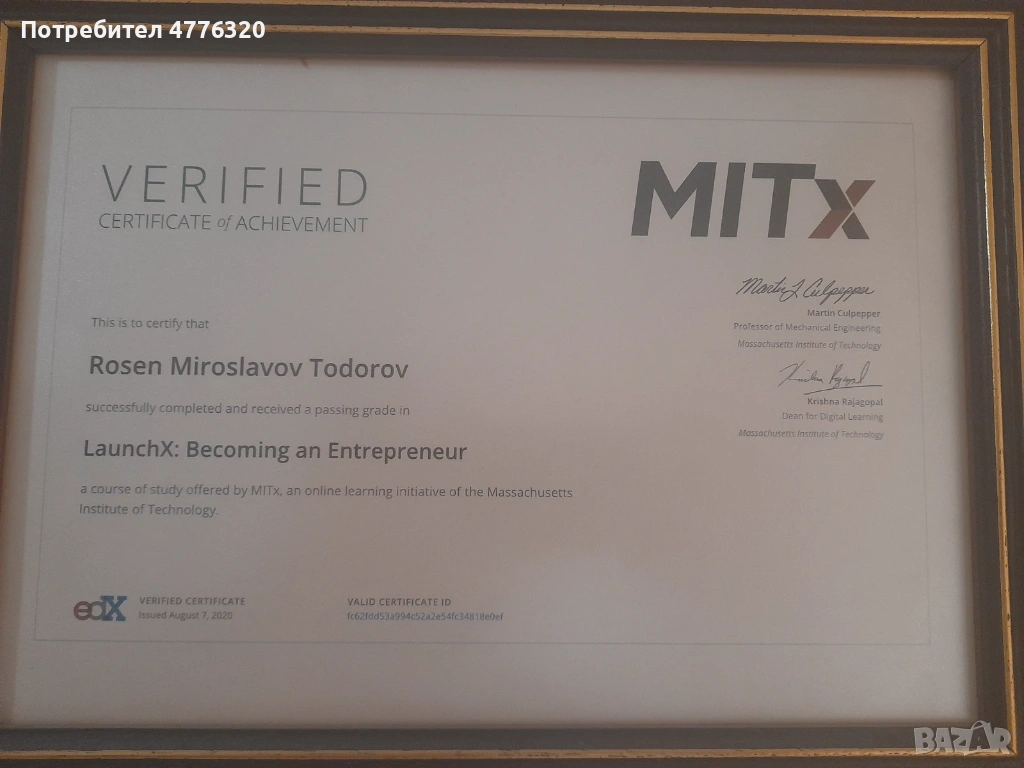 Потребител 4776320
VERIFIED
CERTIFICATE of ACHIEVEMENT
MITx
Martin Culpepper
Professor of Mechanical Engineering
Massachusetts Institute of Technology
Krishna Rajagopal
Dean for Digital Learning
Massachusetts Institute of Technology
This is to certify that
Rosen Miroslavov Todorov
successfully completed and received a passing grade in
LaunchX: Becoming an Entrepreneur
a course of study offered by MITx, an online learning initiative of the Massachusetts
Institute of Technology.
edX
VERIFIED CERTIFICATE
Issued August 7, 2020
VALID CERTIFICATE ID
fc62fdd53a994c52a2e54fc34818e0ef
BAZAR